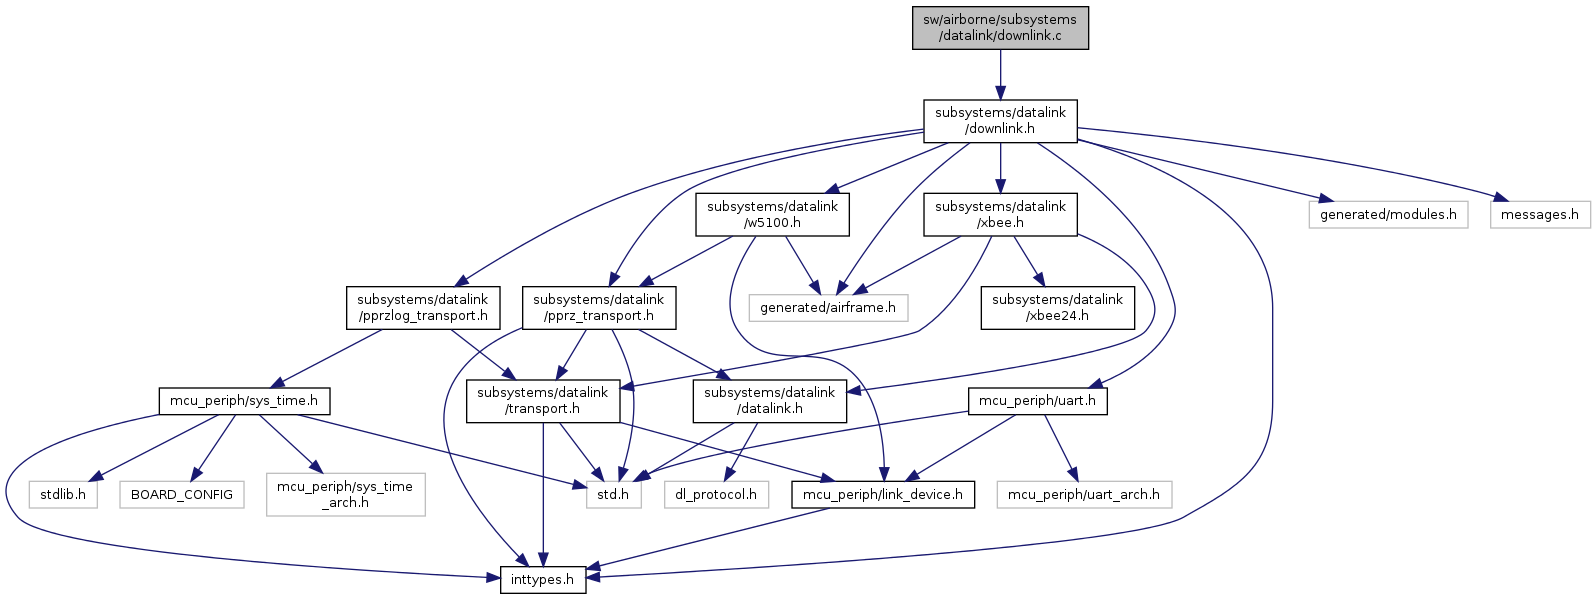 sw/airborne/subsystems
/datalink/downlink.c
subsystems/datalink
/downlink.h
subsystems/datalink
/w5100.h
subsystems/datalink
/xbee.h
generated/modules.h
messages.h
subsystems/datalink
/pprzlog_transport.h
subsystems/datalink
/pprz_transport.h
generated/airframe.h
subsystems/datalink
/xbee24.h
mcu_periph/sys_time.h
subsystems/datalink
/transport.h
subsystems/datalink
/datalink.h
mcu_periph/uart.h
stdlib.h
BOARD_CONFIG
mcu_periph/sys_time
_arch.h
std.h
dl_protocol.h
mcu_periph/link_device.h
mcu_periph/uart_arch.h
inttypes.h